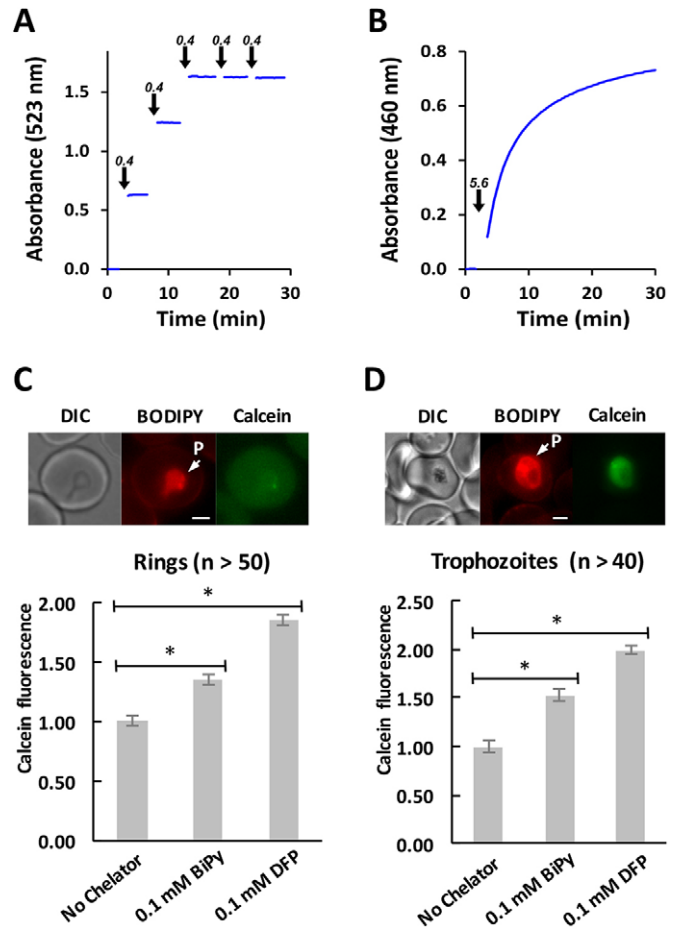 A
0.4
0.4
0.4
0.4
0.4
Absorbance (523 nm)
1.5
1.0
0.5
0.0
0
10
20
30
Time (min)
B
0.8
0.6
0.4
0.2
0.0
5.6
Absorbance (460 nm)
0
10
20
30
Time (min)
C
DIC
BODIPY
Calcein
P
Rings (n > 50)
2.00
1.50
1.00
0.50
0.00
Calcein fluorescence
*
*
No Chelator
0.1 mM BiPy
0.1 mM DFP
D
DIC
BODIPY
Calcein
P
Trophozoites (n > 40)
2.50
2.00
1.50
1.00
0.50
0.00
Calcein fluorescence
*
*
No Chelator
0.1 mM BiPy
0.1 mM DFP